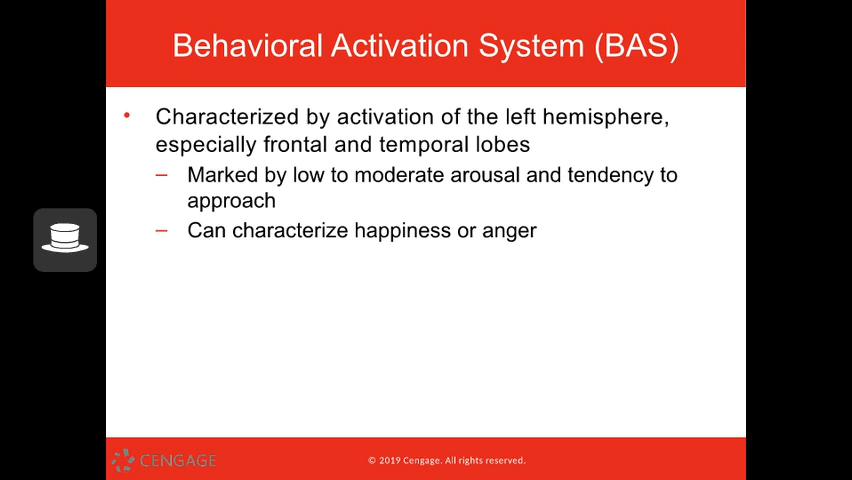 Behavioral Activation System (BAS)
• Characterized by activation of the left hemisphere,
especially frontal and temporal lobes
– Marked by low to moderate arousal and tendency to
approach
– Can characterize happiness or anger
CENGAGE
© 2019 Cengage. All rights reserved.